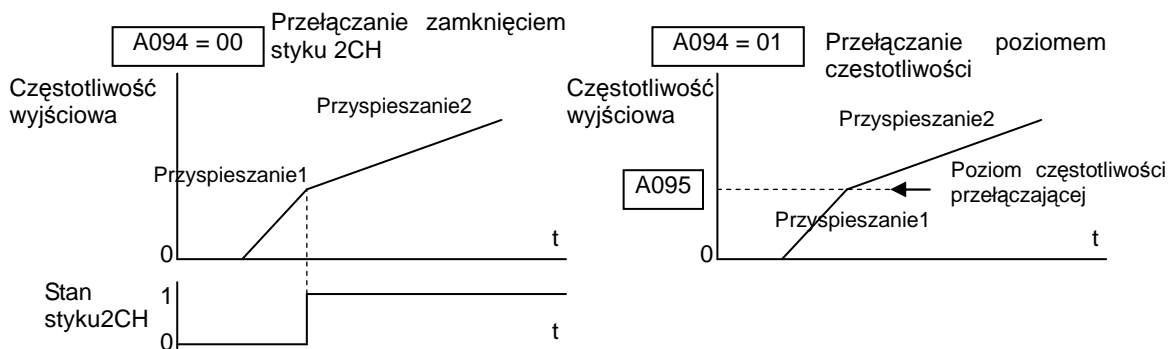 A094 = 00
Przełączanie zamknięciem
styku 2CH
Częstotliwość
wyjściowa
Przyspieszanie2
Przyspieszanie1
0
t
Stan
styku2CH
1
0
t
A094 = 01
Przełączanie poziomem
czestotliwości
Częstotliwość
wyjściowa
Przyspieszanie2
A095
Poziom częstotliwości
przełączającej
Przyspieszanie1
0
t